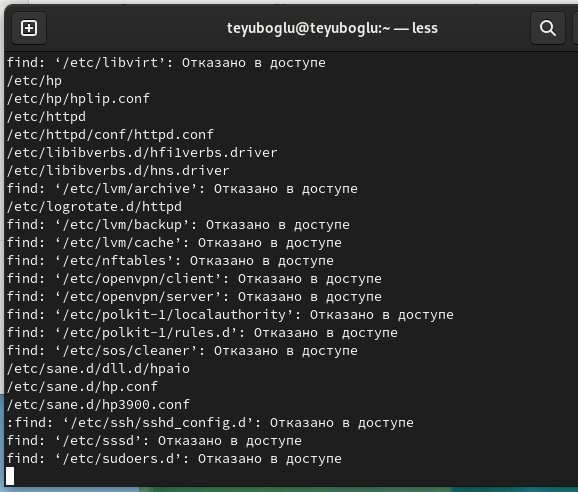 teyuboglu@teyuboglu:~ — less
find: ‘/etc/libvirt’: Отказано в доступе
/etc/hp
/etc/hp/hplip.conf
/etc/httpd
/etc/httpd/conf/httpd.conf
/etc/libibverbs.d/hfi1verbs.driver
/etc/libibverbs.d/hns.driver
find: ‘/etc/lvm/archive’: Отказано в доступе
/etc/logrotate.d/httpd
find: ‘/etc/lvm/backup’: Отказано в доступе
find: ‘/etc/lvm/cache’: Отказано в доступе
find: ‘/etc/nftables’: Отказано в доступе
find: ‘/etc/openvpn/client’: Отказано в доступе
find: ‘/etc/openvpn/server’: Отказано в доступе
find: ‘/etc/polkit-1/localauthority’: Отказано в доступе
find: ‘/etc/polkit-1/rules.d’: Отказано в доступе
find: ‘/etc/sos/cleaner’: Отказано в доступе
/etc/sane.d/dll.d/hpaio
/etc/sane.d/hp.conf
/etc/sane.d/hp3900.conf
:find: ‘/etc/ssh/sshd_config.d’: Отказано в доступе
find: ‘/etc/sssd’: Отказано в доступе
find: ‘/etc/sudoers.d’: Отказано в доступе